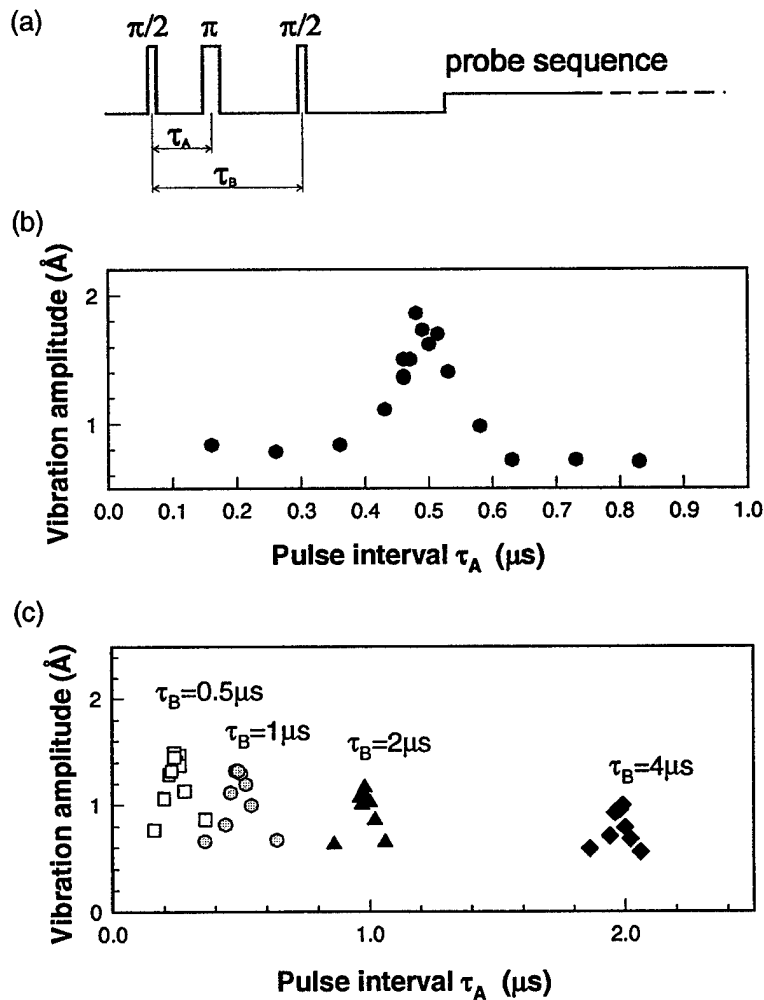 (a)
π/2 π π/2
probe sequence
τA
τB
(b)
Vibration amplitude (Å)
2
1
0.0 0.1 0.2 0.3 0.4 0.5 0.6 0.7 0.8 0.9 1.0
Pulse interval τA (μs)
(c)
Vibration amplitude (Å)
2
1
0
τB=0.5μs
τB=1μs
τB=2μs
τB=4μs
0.0 1.0 2.0
Pulse interval τA (μs)